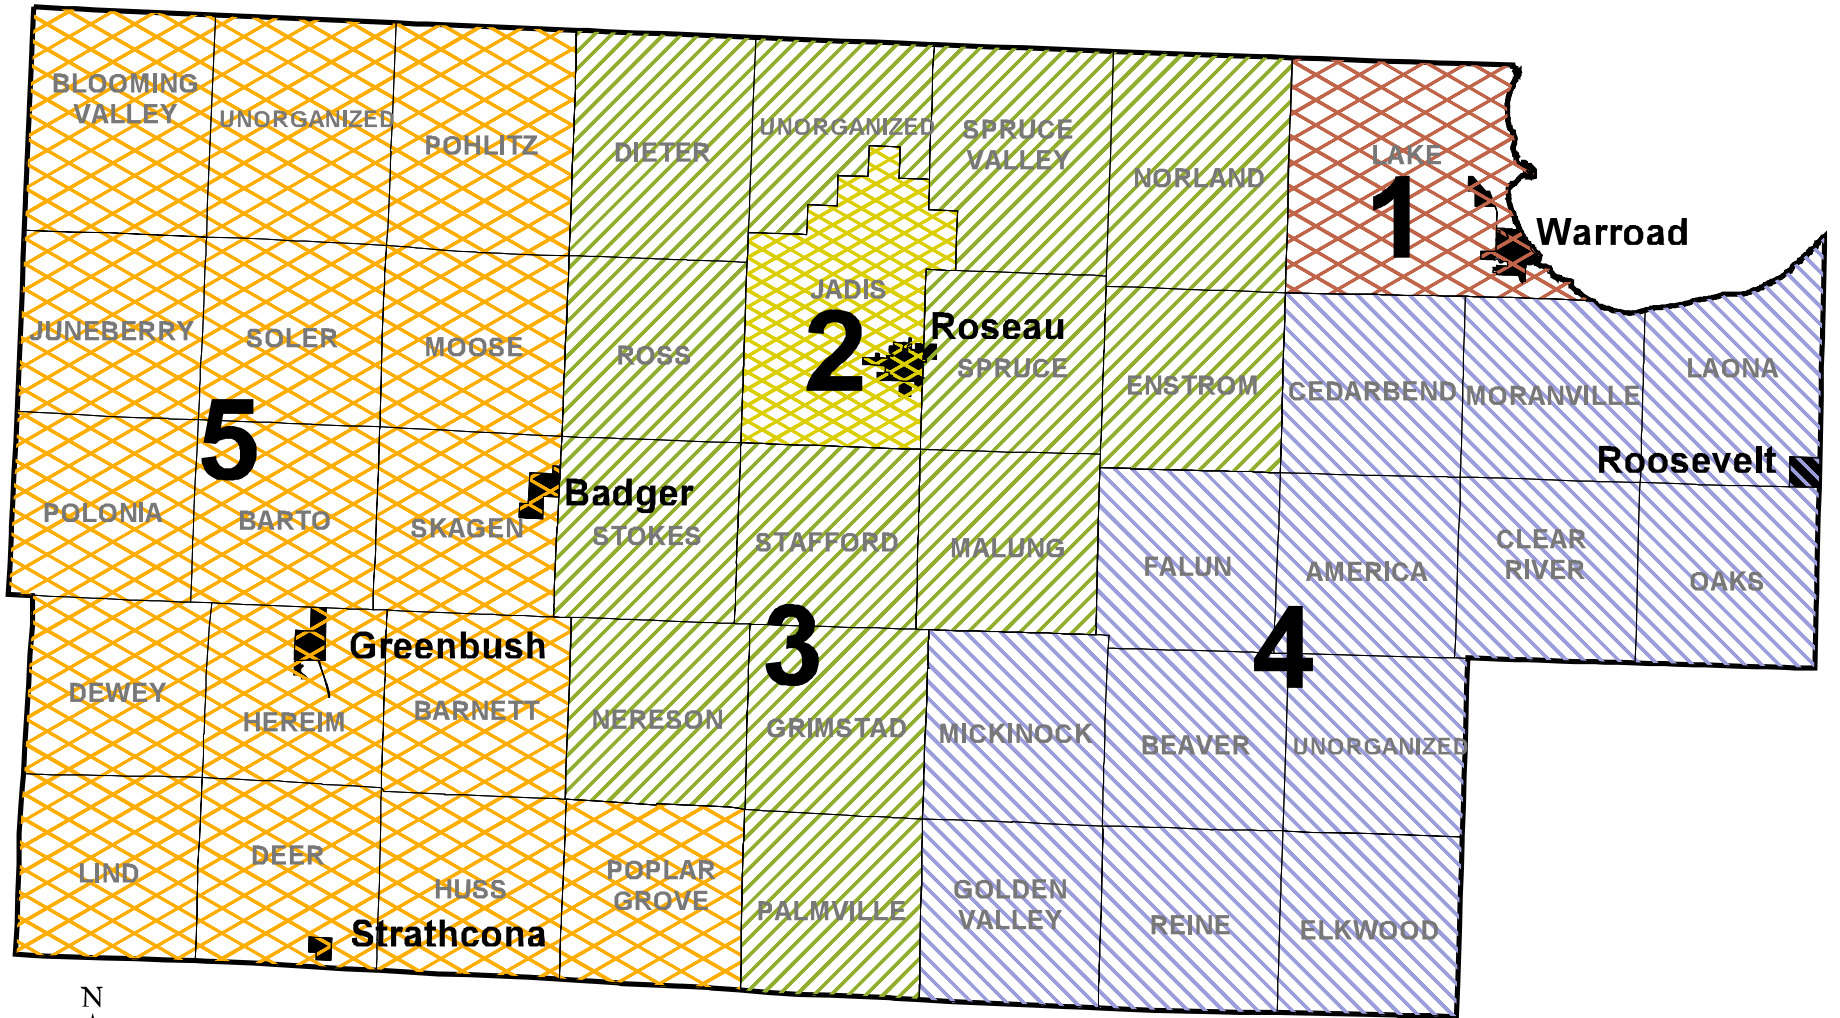 BLOOMING
VALLEY
UNORGANIZED
POHLITZ
DIETER
UNORGANIZED
SPRUCE
VALLEY
NORLAND
LAKE
1
Warroad
JUNEBERRY
SOLER
MOOSE
ROSS
JADIS
2
Roseau
SPRUCE
ENSTROM
CEDARBEND
MORANVILLE
LAONA
Roosevelt
5
POLONIA
BARTO
SKAGEN
Badger
STOKES
STAFFORD
MALUNG
FALUN
AMERICA
CLEAR
RIVER
OAKS
Greenbush
3
4
DEWEY
HEREIM
BARNETT
NERESON
GRIMSTAD
MICKINOCK
BEAVER
UNORGANIZED
LIND
DEER
HUSS
POPLAR
GROVE
PALMVILLE
GOLDEN
VALLEY
REINE
ELKWOOD
Strathcona
N